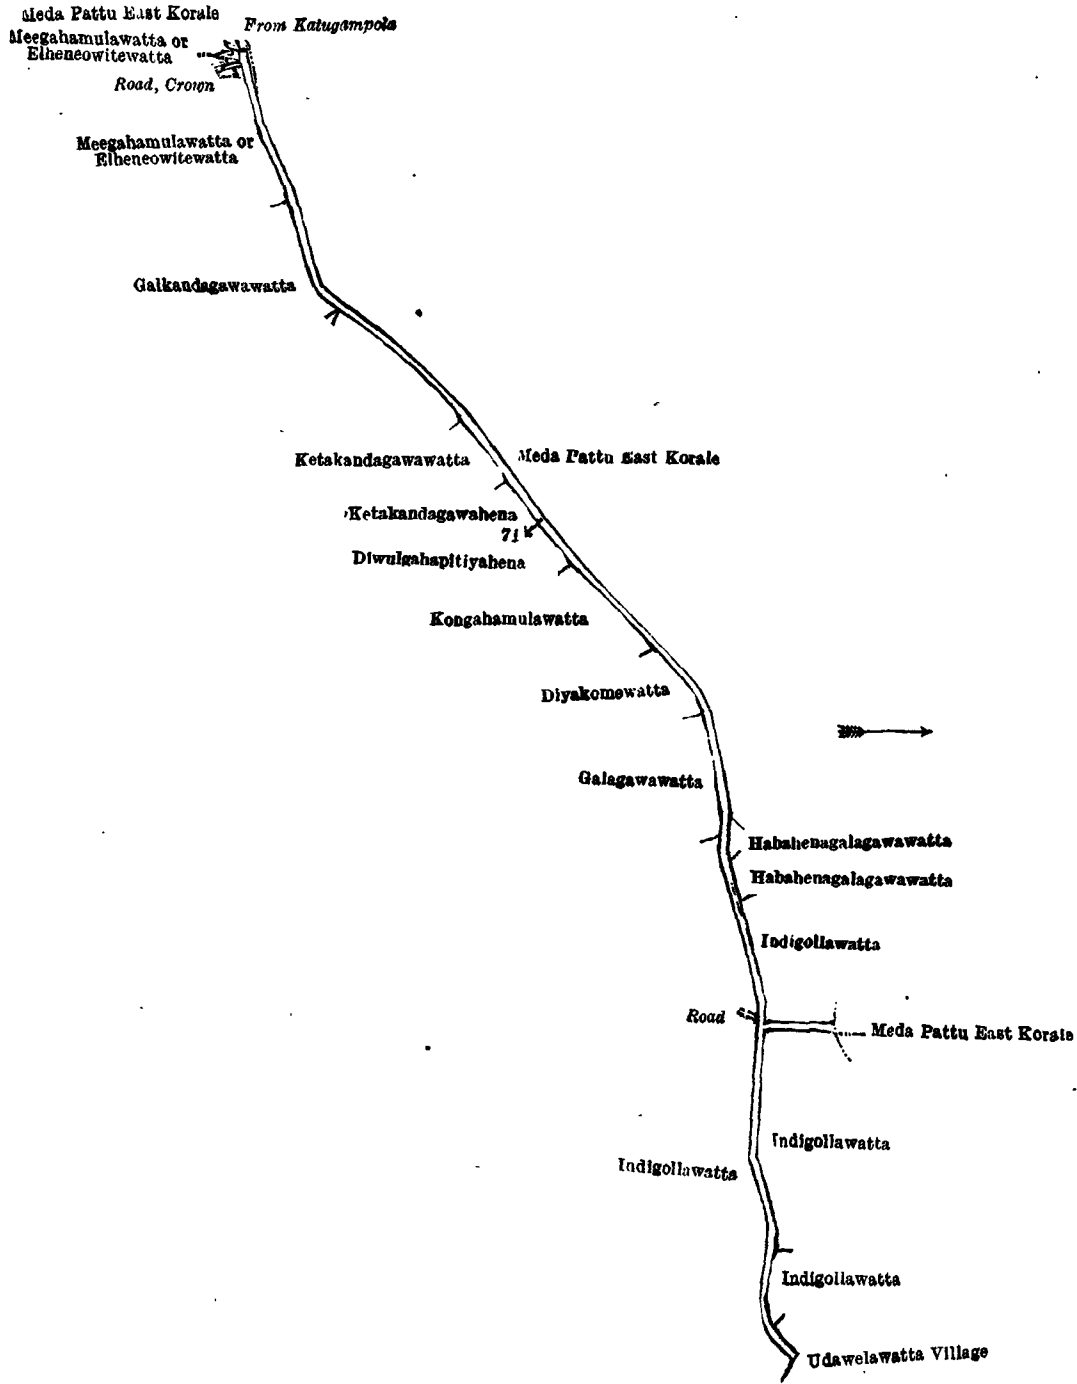 Meda Pattu East Korale
From Katugampola
Meegahamulawatta or
Elheneowitewatta
Road, Crown
Meegahamulawatta or
Elheneowitewatta
Galkandagawawatta
Ketakandagawawatta
Meda Pattu East Korale
Ketakandagawahena
71
Diwulgahapitiyahena
Kongahamulawatta
Diyakomewatta
Galagawawatta
Habahenagalagawawatta
Habahenagalagawawatta
Indigollawatta
Road
Meda Pattu East Korale
Indigollawatta
Indigollawatta
Indigollawatta
Udawelawatta Village